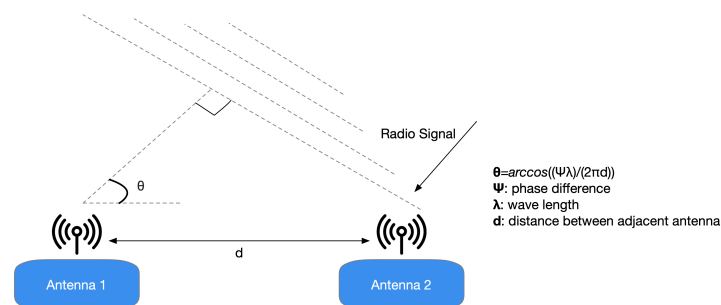 θ
Radio Signal
d
Antenna 1
Antenna 2
θ=arccos((Ψλ)/(2πd))
Ψ: phase difference
λ: wave length
d: distance between adjacent antenna